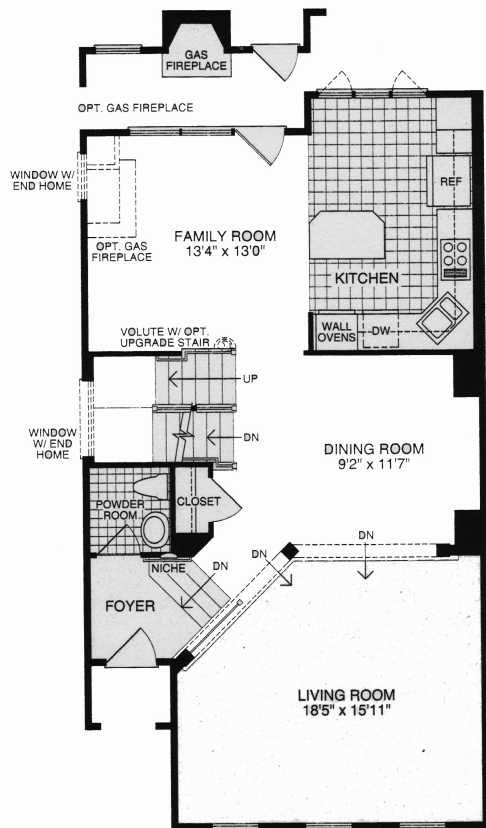 GAS
FIREPLACE
OPT. GAS FIREPLACE
WINDOW W/
END HOME
REF
OPT. GAS
FIREPLACE
FAMILY ROOM
13'4" x 13'0"
KITCHEN
VOLUTE W/ OPT.
UPGRADE STAIR
WALL
OVENS
DW
UP
WINDOW
W/ END
HOME
DN
DINING ROOM
9'2" x 11'7"
POWDER
ROOM
CLOSET
DN
DN
NICHE
DN
FOYER
LIVING ROOM
18'5" x 15'11"